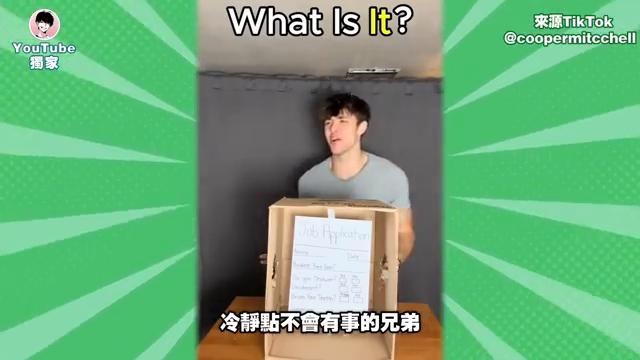 What Is It?
YouTube
獨家
來源TikTok
@coopermitcchell
Job Application
Name
Date
冷靜點不會有事的兄弟